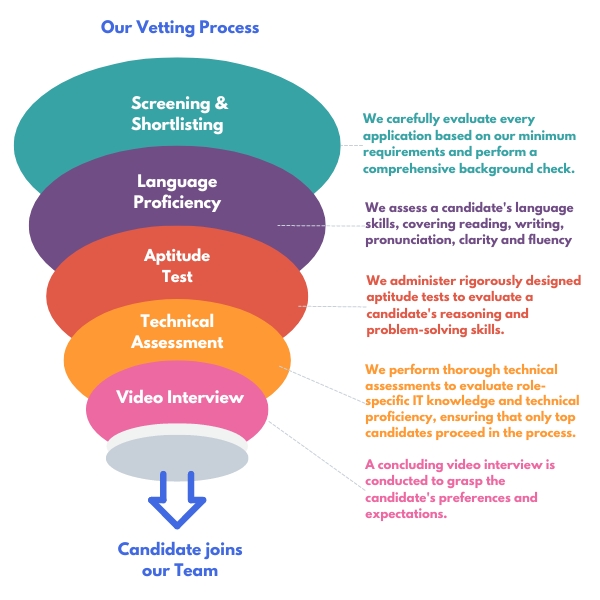 Our Vetting Process
Screening &
Shortlisting
We carefully evaluate every
application based on our minimum
requirements and perform a
comprehensive background check.
Language
Proficiency
We assess a candidate's language
skills, covering reading, writing,
pronunciation, clarity and fluency
Aptitude
Test
We administer rigorously designed
aptitude tests to evaluate a
candidate's reasoning and
problem-solving skills.
Technical
Assessment
We perform thorough technical
assessments to evaluate role-
specific IT knowledge and technical
proficiency, ensuring that only top
candidates proceed in the process.
Video Interview
A concluding video interview is
conducted to grasp the
candidate's preferences and
expectations.
Candidate joins
our Team